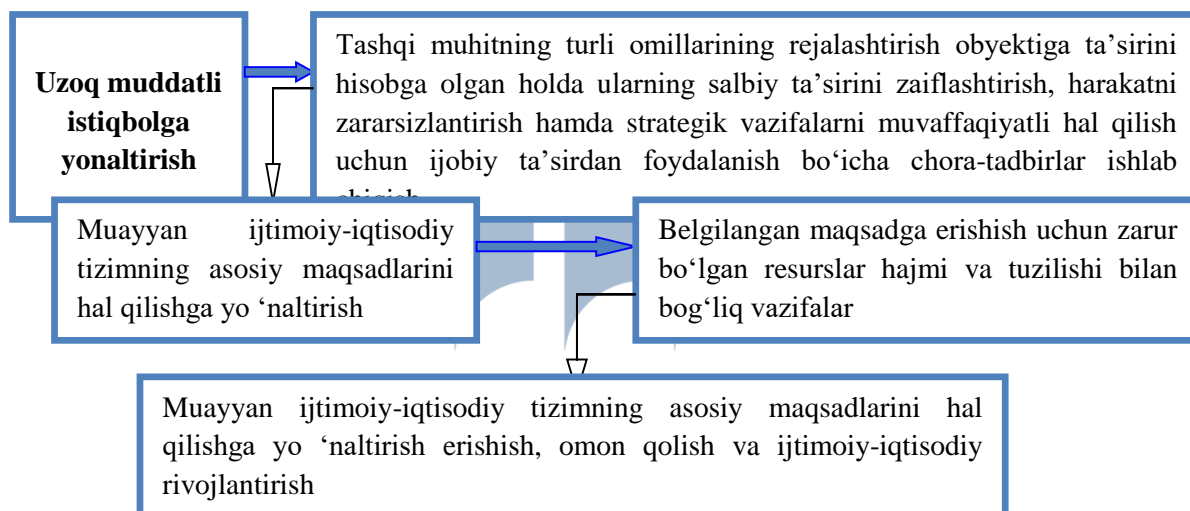 Uzoq muddatli
istiqbolga
yonaltirish
Tashqi muhitning turli omillarining rejalashtirish obyektiga ta’sirini
hisobga olgan holda ularning salbiy ta’sirini zaiflashtirish, harakatni
zararsizlantirish hamda strategik vazifalarni muvaffaqiyatli hal qilish
uchun ijobiy ta’sirdan foydalanish bo‘icha chora-tadbirlar ishlab
Muayyan ijtimoiy-iqtisodiy
tizimning asosiy maqsadlarini
hal qilishga yo ‘naltirish
Belgilangan maqsadga erishish uchun zarur
bo‘lgan resurslar hajmi va tuzilishi bilan
bog‘liq vazifalar
Muayyan ijtimoiy-iqtisodiy tizimning asosiy maqsadlarini hal
qilishga yo ‘naltirish erishish, omon qolish va ijtimoiy-iqtisodiy
rivojlantirish